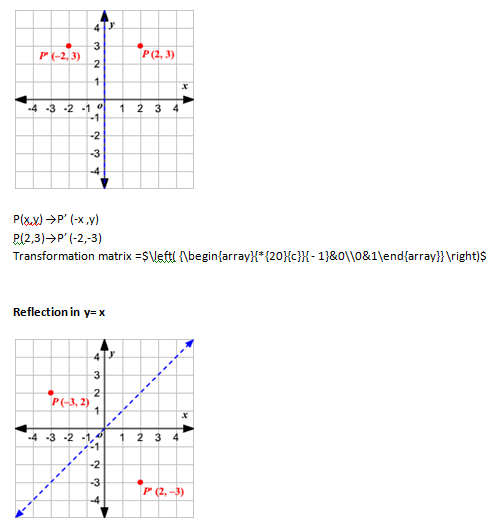 y
4
3
P' (–2, 3) P (2, 3)
2
1
x
-4 -3 -2 -1 0 1 2 3 4
-1
-2
-3
-4
P(x,y) →P' (-x ,y)
P(2,3)→P' (-2,-3)
Transformation matrix =$\left( {\begin{array}{*{20}{c}}{ - 1}&0\\0&1\end{array}} \right)$
Reflection in y= x
y
4
3
2
P (–3, 2)
1
x
-4 -3 -2 -1 0 1 2 3 4
-1
-2
-3
P' (2, –3)
-4